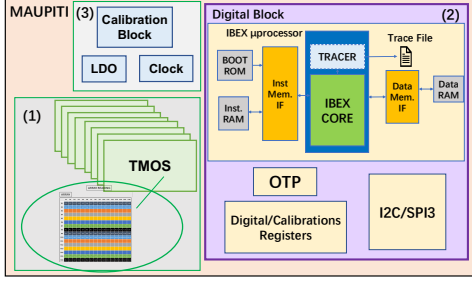 MAUPITI
(3)
Calibration
Block
LDO
Clock
(1)
TMOS
Digital Block
(2)
IBEX μprocessor
BOOT
ROM
Inst.
RAM
Inst
Mem.
IF
TRACER
IBEX
CORE
Trace File
Data
Mem.
IF
Data
RAM
OTP
Digital/Calibrations
Registers
I2C/SPI3